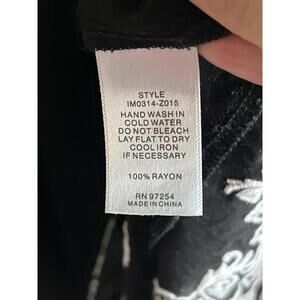 STYLE
IM0314-Z015
HAND WASH IN
COLD WATER
DO NOT BLEACH
LAY FLAT TO DRY
COOL IRON
IF NECESSARY
100% RAYON
RN 97254
MADE IN CHINA